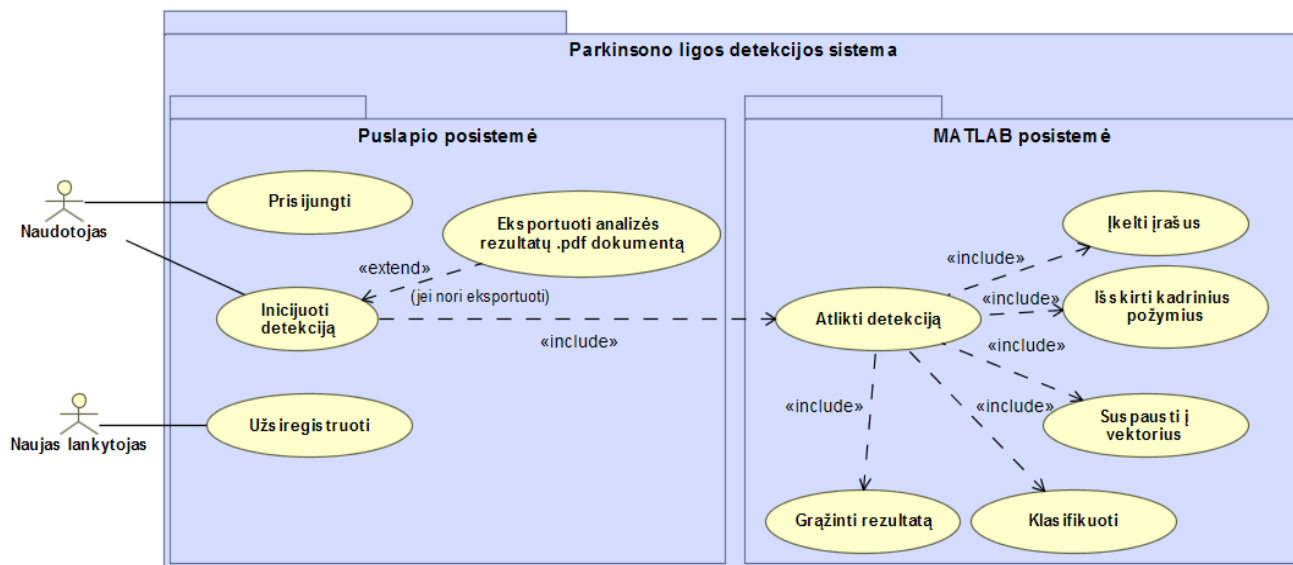 Parkinsono ligos detekcijos sistema
Puslapio posistemė
MATLAB posistemė
Naudotojas
Prisijungti
Eksportuoti analizės
rezultatų .pdf dokumentą
«extend»
(jei nori eksportuoti)
Inicijuoti
detekciją
«include»
Naujas lankytojas
Užsiregistruoti
Atlikti detekciją
«include»
Įkelti įrašus
«include»
Išskirti kadrinius
požymius
«include»
Suspausti į
vektorius
«include»
Grąžinti rezultatą
«include»
Klasifikuoti